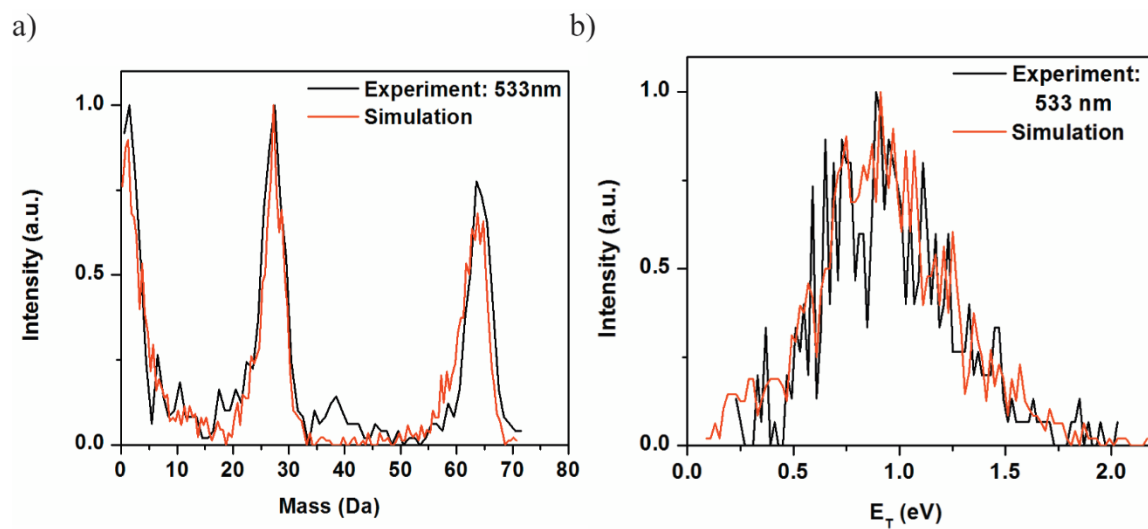 a)
Experiment: 533nm
Simulation
1.0
0.5
0.0
Intensity (a.u.)
0 10 20 30 40 50 60 70 80
Mass (Da)
b)
Experiment:
533 nm
Simulation
1.0
0.5
0.0
Intensity (a.u.)
0.0 0.5 1.0 1.5 2.0
E_T (eV)